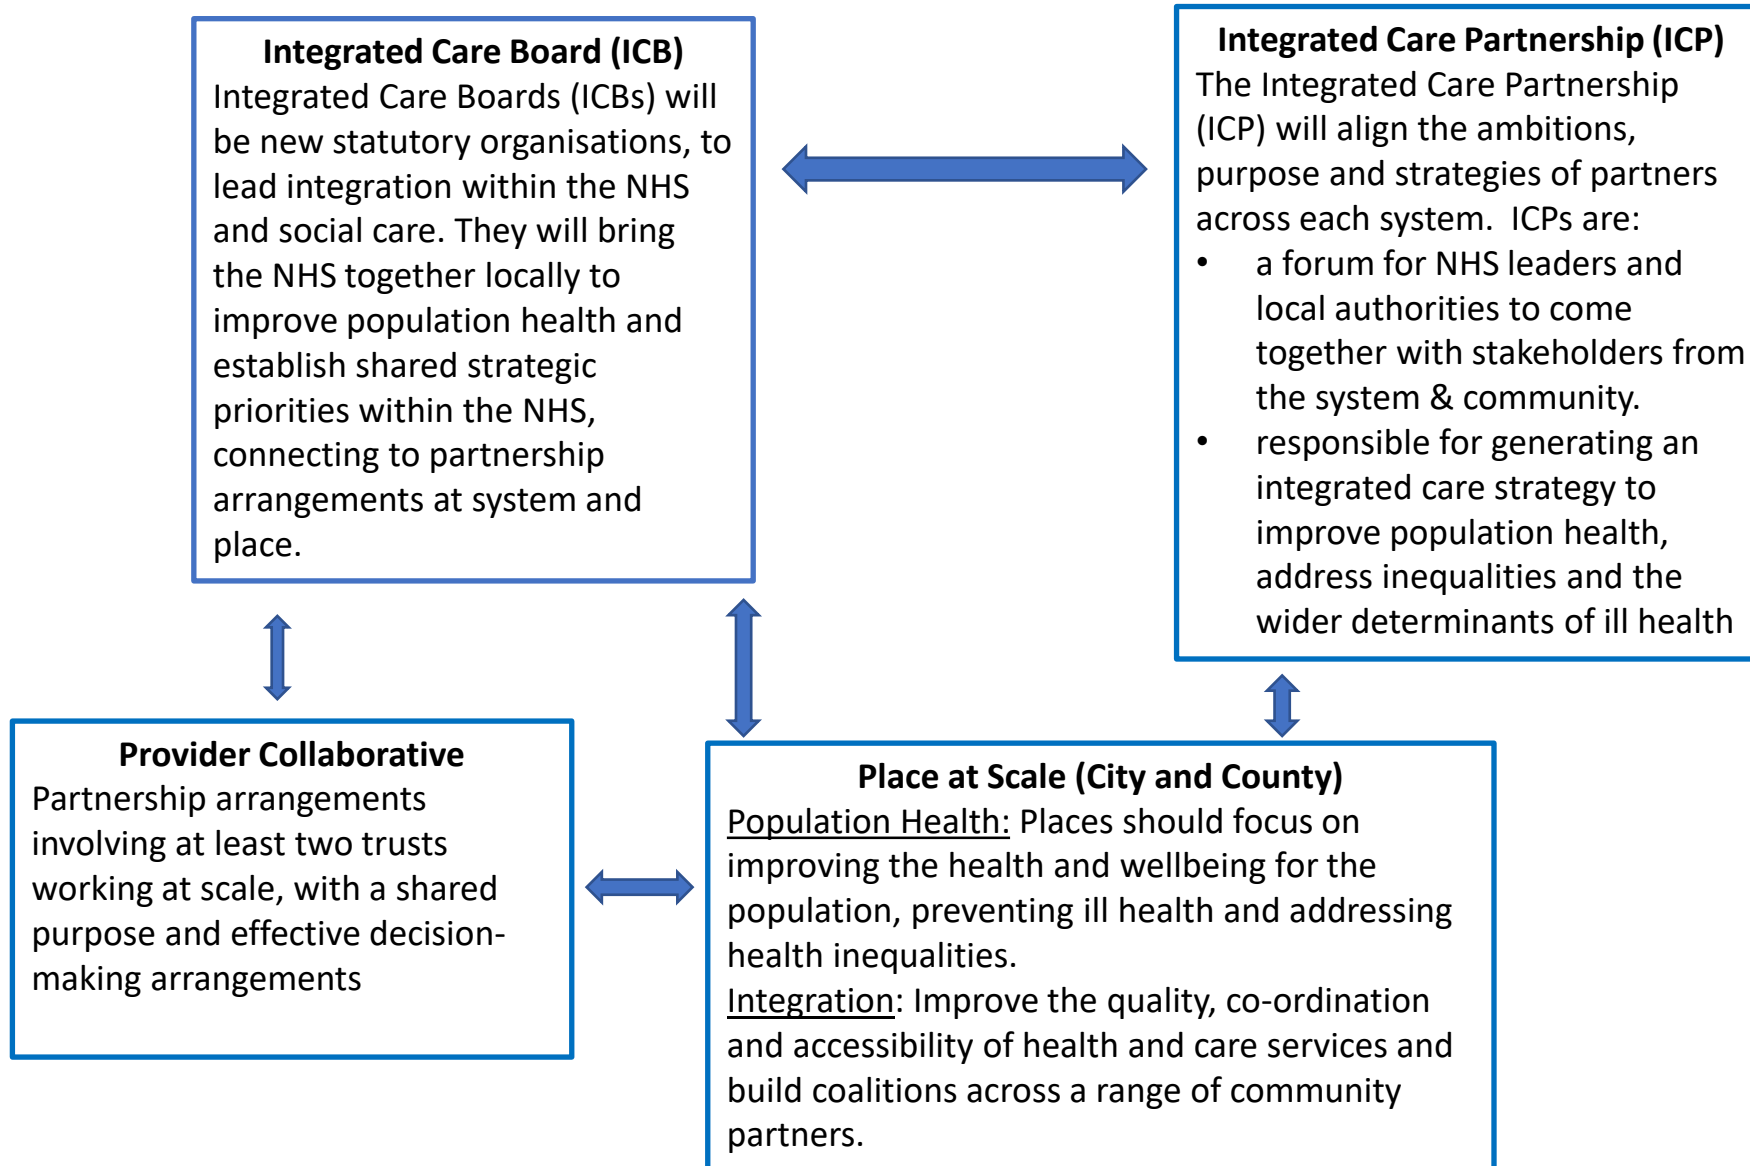 Integrated Care Board (ICB)
Integrated Care Boards (ICBs) will
be new statutory organisations, to
lead integration within the NHS
and social care. They will bring
the NHS together locally to
improve population health and
establish shared strategic
priorities within the NHS,
connecting to partnership
arrangements at system and
place.
Integrated Care Partnership (ICP)
The Integrated Care Partnership
(ICP) will align the ambitions,
purpose and strategies of partners
across each system.  ICPs are:
• a forum for NHS leaders and
local authorities to come
together with stakeholders from
the system & community.
• responsible for generating an
integrated care strategy to
improve population health,
address inequalities and the
wider determinants of ill health
Provider Collaborative
Partnership arrangements
involving at least two trusts
working at scale, with a shared
purpose and effective decision-
making arrangements
Place at Scale (City and County)
Population Health: Places should focus on
improving the health and wellbeing for the
population, preventing ill health and addressing
health inequalities.
Integration: Improve the quality, co-ordination
and accessibility of health and care services and
build coalitions across a range of community
partners.